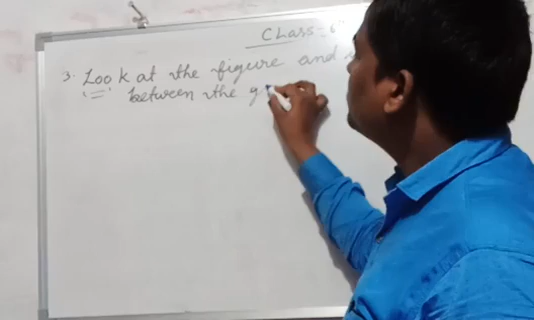 CLass - 6
3. Look at the figure and
between the g